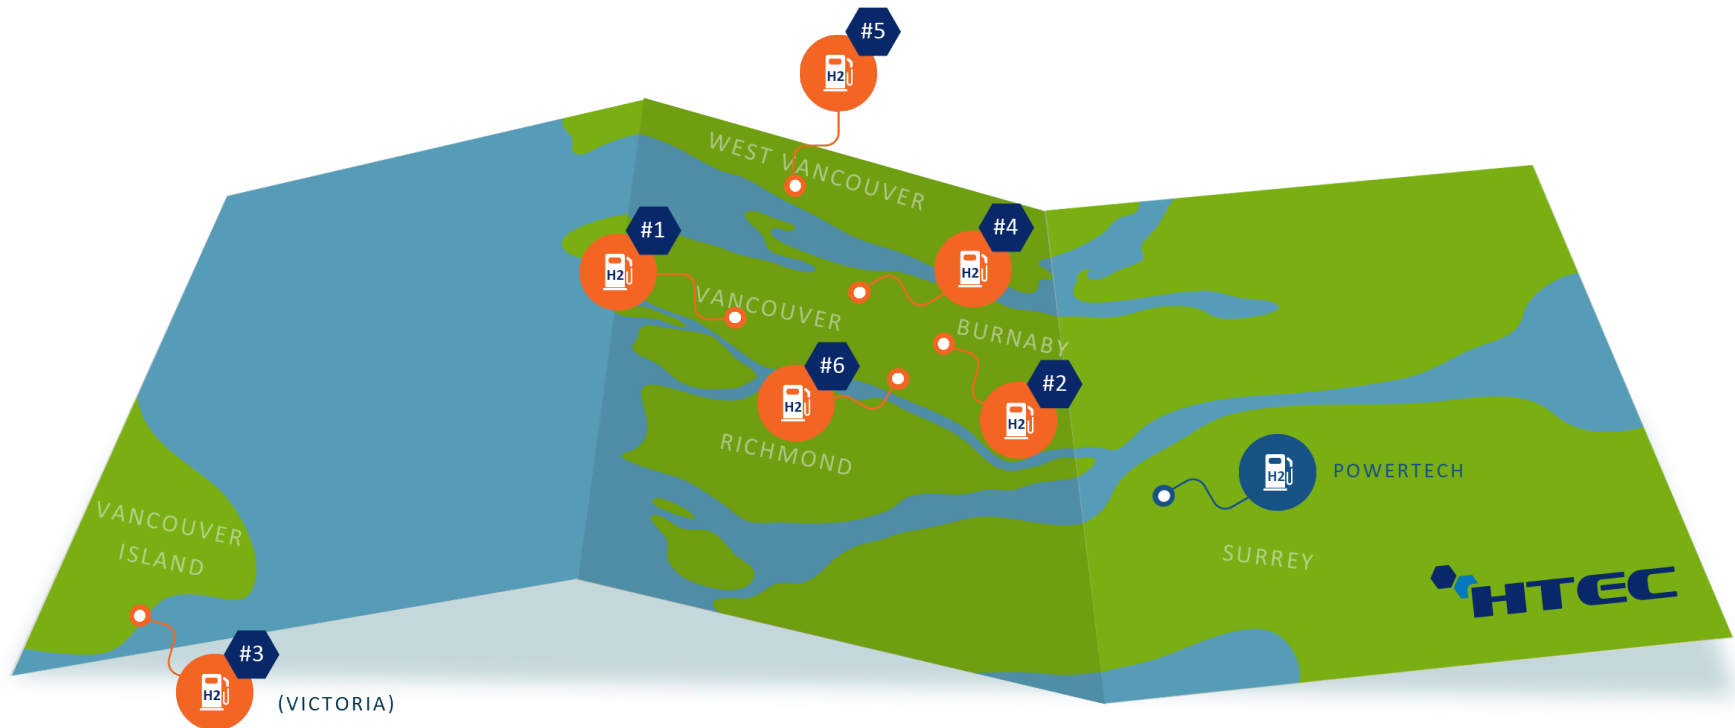 #5
H2
WEST VANCOUVER
#1
H2
#4
H2
VANCOUVER
BURNABY
#6
H2
#2
H2
RICHMOND
H2
POWERTECH
VANCOUVER
ISLAND
SURREY
HTEC
#3
H2
(VICTORIA)